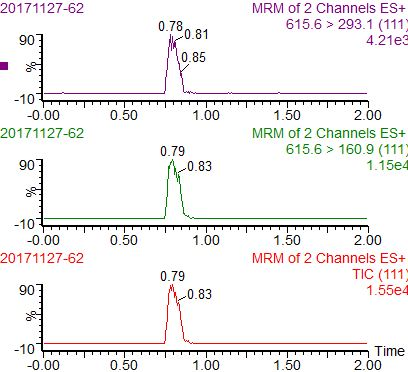 20171127-62 MRM of 2 Channels ES+
0.78 615.6 > 293.1 (111)
90 0.81 4.21e3
0.85
%
-10
-0.00 0.50 1.00 1.50 2.00
20171127-62 MRM of 2 Channels ES+
0.79 615.6 > 160.9 (111)
90 0.83 1.15e4
%
-10
-0.00 0.50 1.00 1.50 2.00
20171127-62 MRM of 2 Channels ES+
0.79 TIC (111)
90 0.83 1.55e4
%
-10 Time
-0.00 0.50 1.00 1.50 2.00